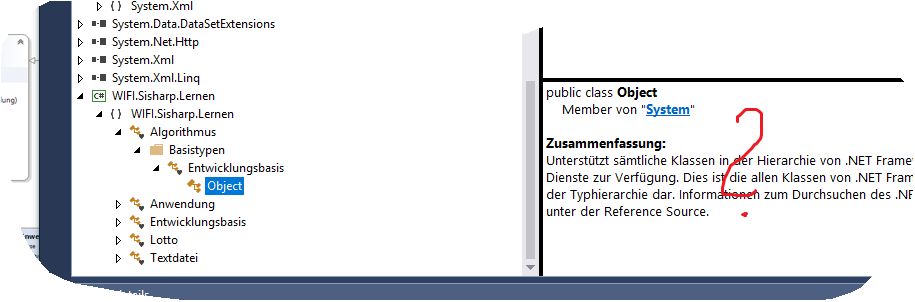 System.Xml
System.Data.DataSetExtensions
System.Net.Http
System.Xml
System.Xml.Linq
C# WIFI.Sisharp.Lernen
{ } WIFI.Sisharp.Lernen
Algorithmus
Basistypen
Entwicklungsbasis
Object
Anwendung
Entwicklungsbasis
Lotto
Textdatei
lung)
public class Object
Member von "System"
Zusammenfassung:
Unterstützt sämtliche Klassen in der Hierarchie von .NET Framew
Dienste zur Verfügung. Dies ist die allen Klassen von .NET Fram
der Typhierarchie dar. Informationen zum Durchsuchen des .NF
unter der Reference Source.
?